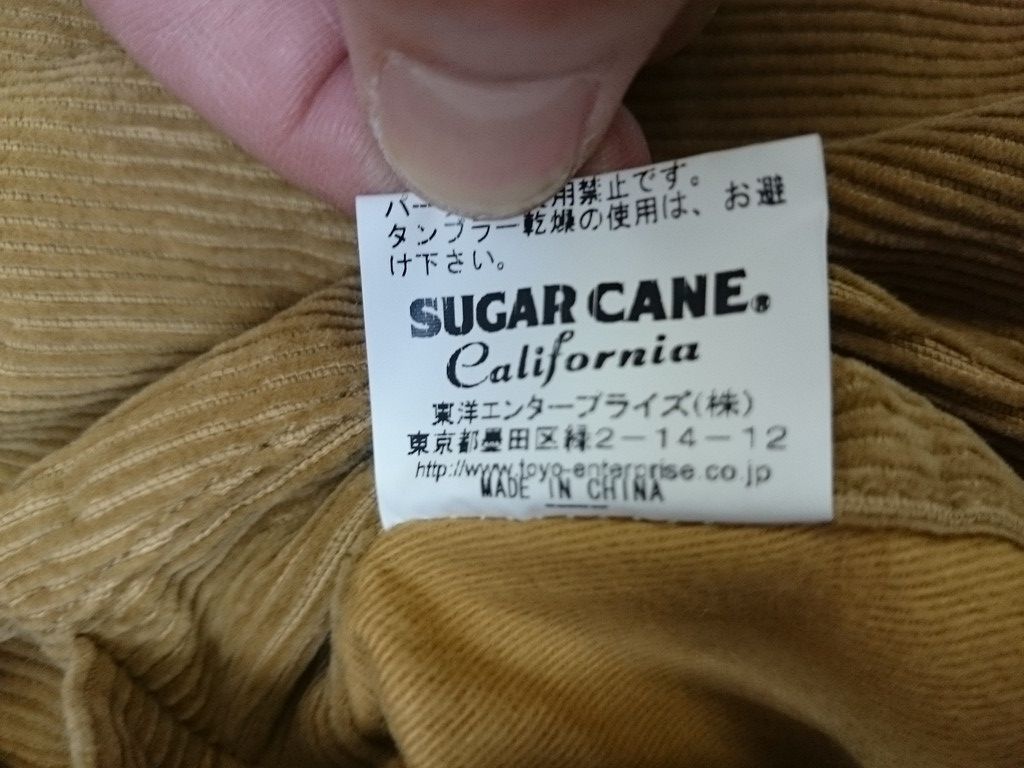 用禁止です。
タンブラー乾燥の使用は、お避
け下さい。
SUGAR CANE®
California
東洋エンタープライズ(株)
東京都墨田区緑2-14-12
http://www.toyo-enterprise.co.jp
MADE IN CHINA